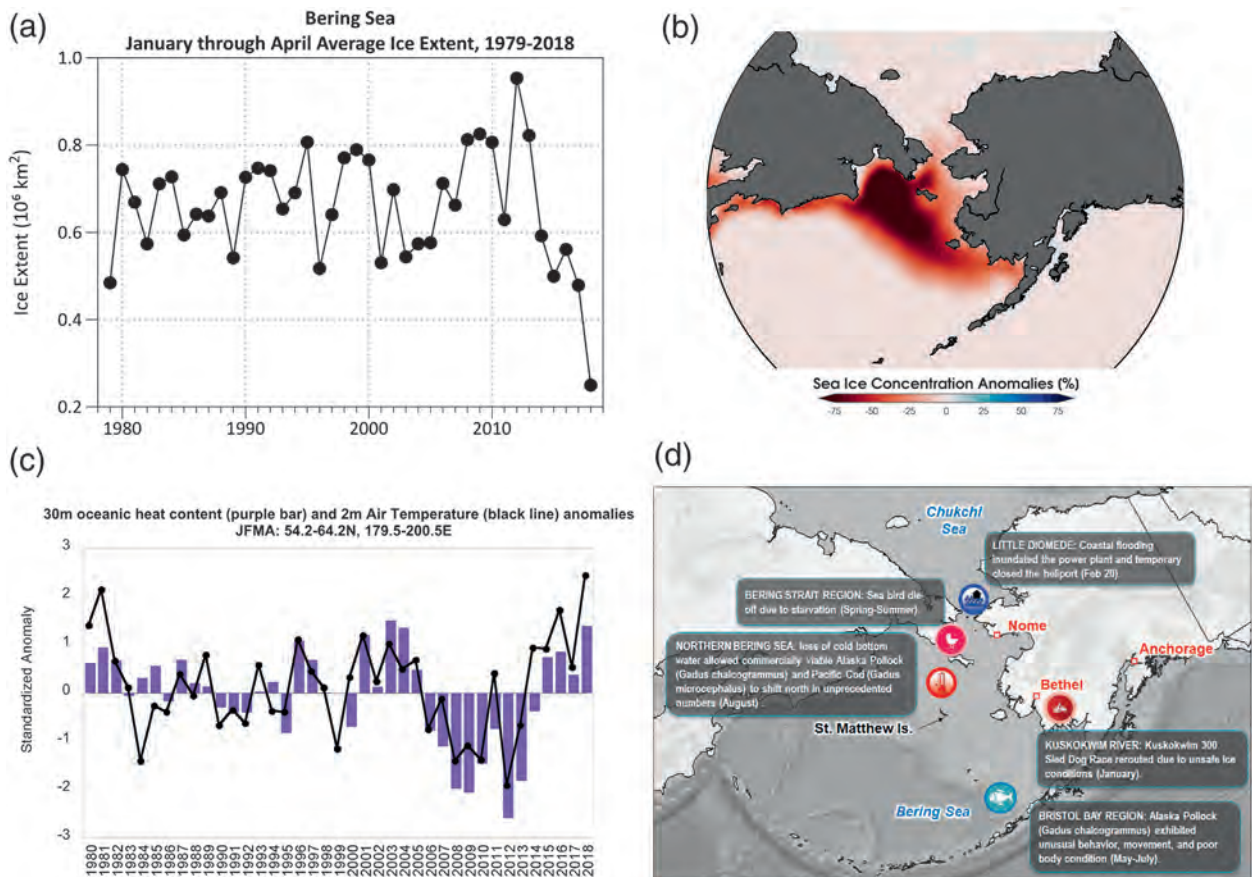 (a)
Bering Sea
January through April Average Ice Extent, 1979-2018
Ice Extent (10⁶ km²)
1.0
0.8
0.6
0.4
0.2
1980
1990
2000
2010
(b)
Sea Ice Concentration Anomalies (%)
-75
-50
-25
0
25
50
75
(c)
30m oceanic heat content (purple bar) and 2m Air Temperature (black line) anomalies
JFMA: 54.2-64.2N, 179.5-200.5E
Standardized Anomaly
3
2
1
0
-1
-2
-3
1980
1981
1982
1983
1984
1985
1986
1987
1988
1989
1990
1991
1992
1993
1994
1995
1996
1997
1998
1999
2000
2001
2002
2003
2004
2005
2006
2007
2008
2009
2010
2011
2012
2013
2014
2015
2016
2017
2018
(d)
Chukchi
Sea
LITTLE DIOMEDE: Coastal flooding
inundated the power plant and temporary
closed the heliport (Feb 20)
BERING STRAIT REGION: Sea bird die-
off due to starvation (Spring-Summer)
NORTHERN BERING SEA: loss of cold bottom
water allowed commercially viable Alaska Pollock
(Gadus chalcogrammus) and Pacific Cod (Gadus
microcephalus) to shift north in unprecedented
numbers (August)
Nome
Anchorage
Bethel
St. Matthew Is.
KUSKOKWIM RIVER: Kuskokwim 300
Sled Dog Race rerouted due to unsafe ice
conditions (January).
Bering Sea
BRISTOL BAY REGION: Alaska Pollock
(Gadus chalcogrammus) exhibited
unusual behavior, movement, and poor
body condition (May-July).